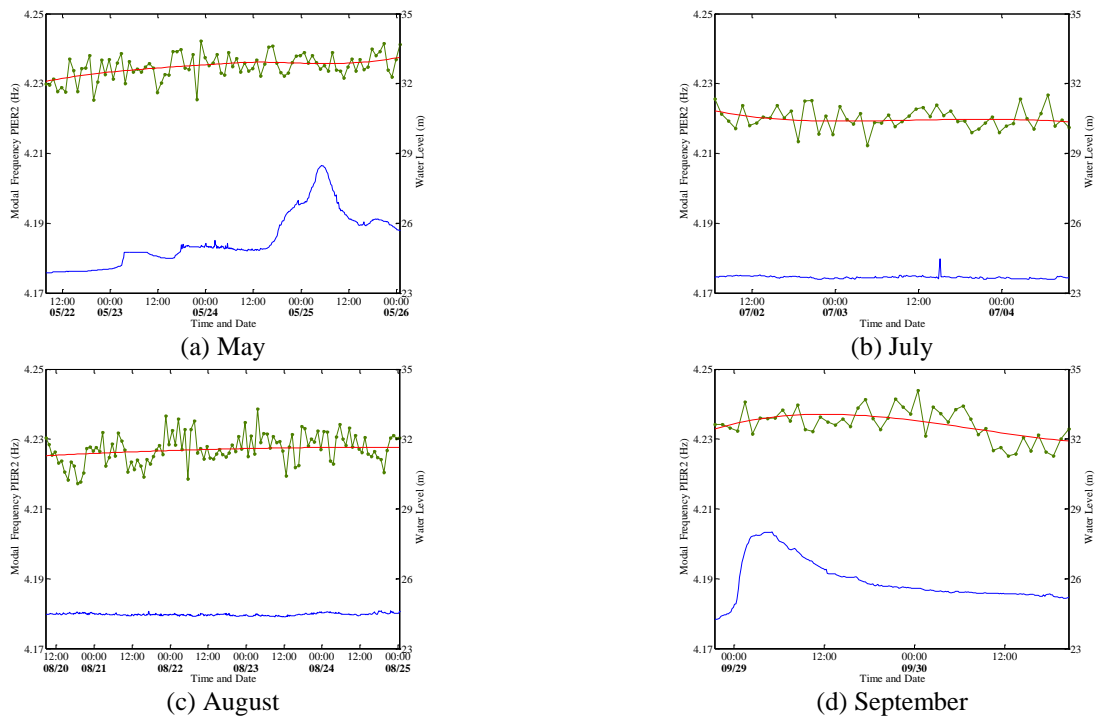 4.25 35
4.23 32
4.21 29
4.19 26
4.17 23
Modal Frequency PIER2 (Hz)
Water Level (m)
12:00 00:00 12:00 00:00 12:00 00:00 12:00 00:00
05/22 05/23 05/24 05/25 05/26
Time and Date
(a) May
4.25 35
4.23 32
4.21 29
4.19 26
4.17 23
Modal Frequency PIER2 (Hz)
Water Level (m)
12:00 00:00 12:00 00:00
07/02 07/03 07/04
Time and Date
(b) July
4.25 35
4.23 32
4.21 29
4.19 26
4.17 23
Modal Frequency PIER2 (Hz)
Water Level (m)
12:00 00:00 12:00 00:00 12:00 00:00 12:00 00:00 12:00 00:00
08/20 08/21 08/22 08/23 08/24 08/25
Time and Date
(c) August
4.25 35
4.23 32
4.21 29
4.19 26
4.17 23
Modal Frequency PIER2 (Hz)
Water Level (m)
00:00 12:00 00:00 12:00
09/29 09/30
Time and Date
(d) September